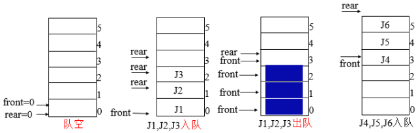 5
4
3
2
1
0
front=0
rear=0
队空
5
4
3
2
1
0
rear
rear
rear
front
J3
J2
J1
J1,J2,J3入队
5
4
3
2
1
0
rear
front
front
front
front
J1,J2,J3出队
rear
5
4
3
2
1
0
J6
J5
J4
front
J4,J5,J6入队